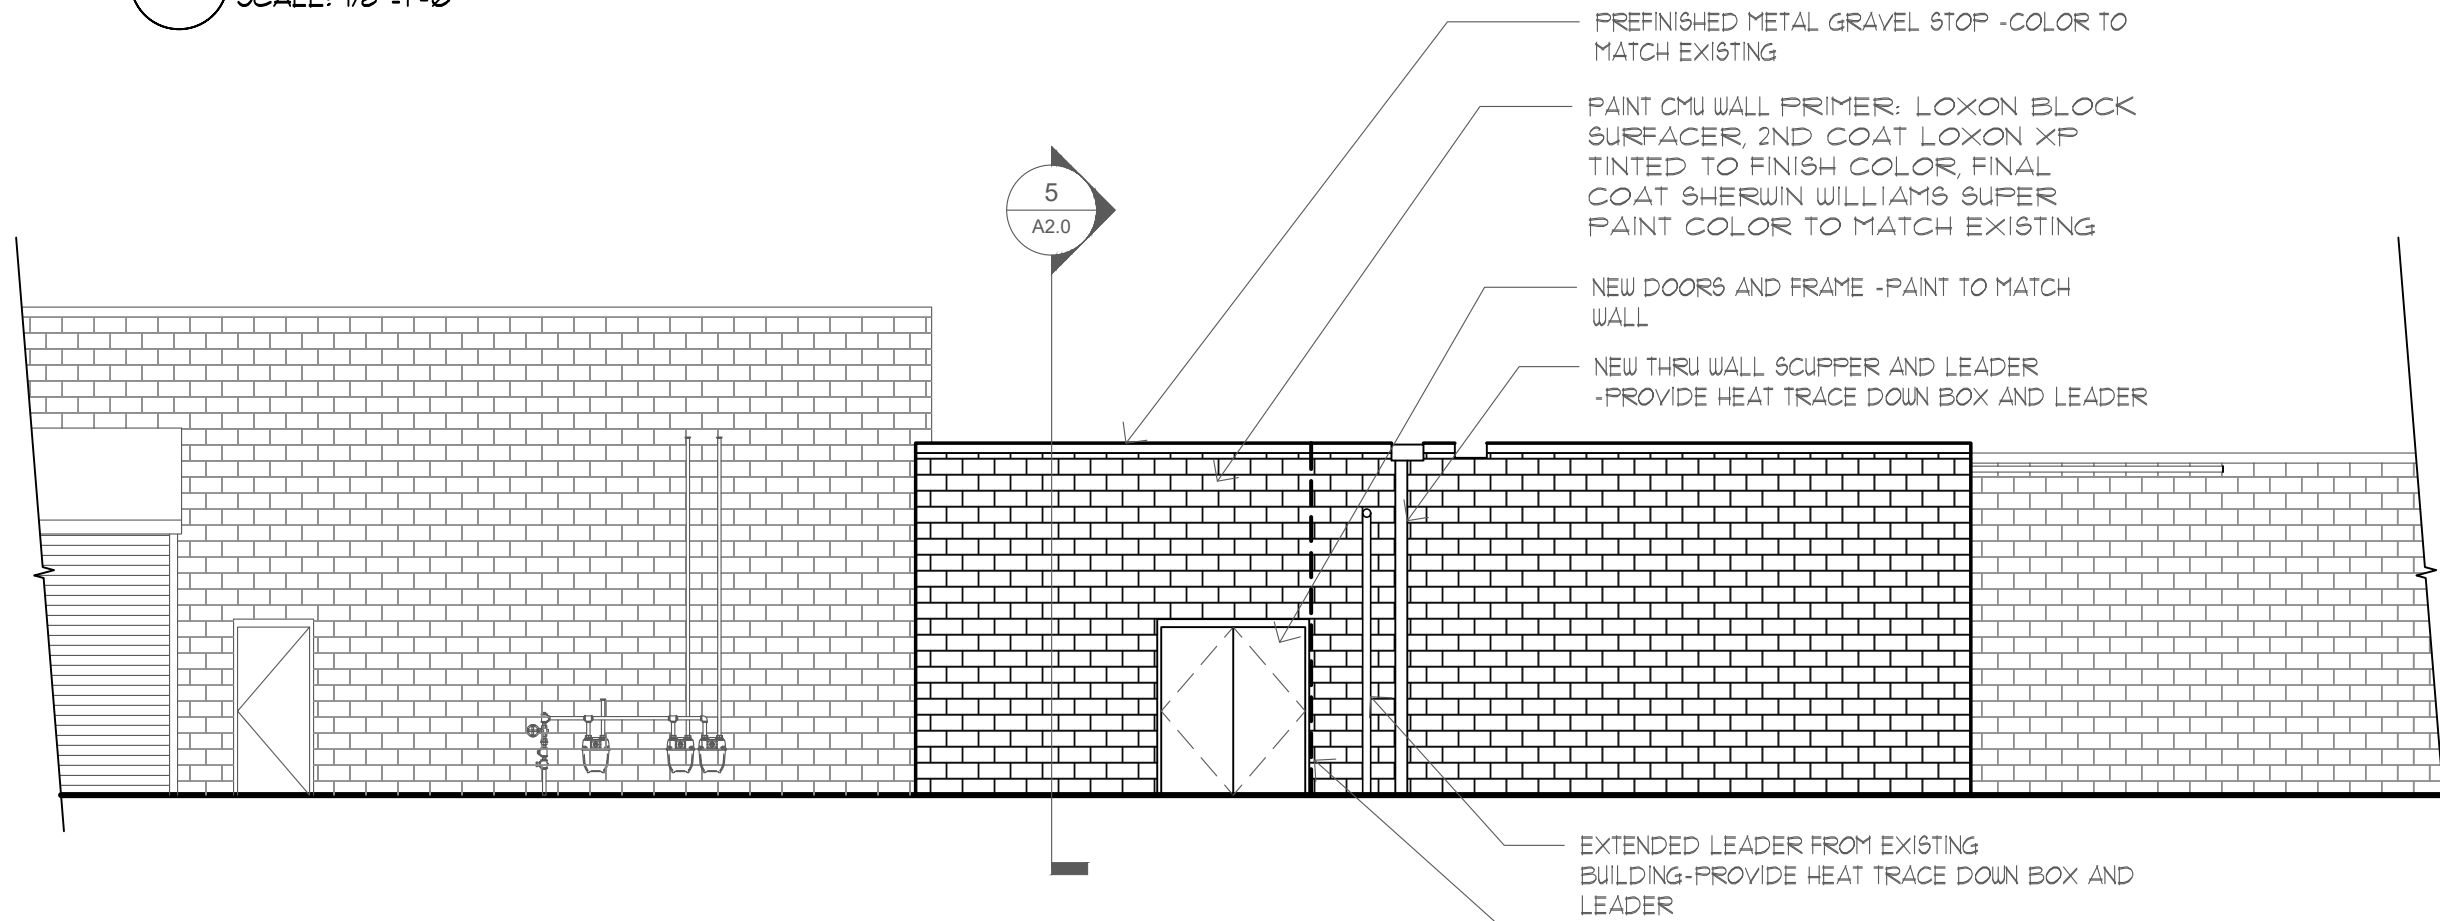 PREFINISHED METAL GRAVEL STOP -COLOR TO
MATCH EXISTING
PAINT CMU WALL PRIMER: LOXON BLOCK
SURFACER, 2ND COAT LOXON XP
TINTED TO FINISH COLOR, FINAL
COAT SHERWIN WILLIAMS SUPER
PAINT COLOR TO MATCH EXISTING
5
A2.0
NEW DOORS AND FRAME -PAINT TO MATCH
WALL
NEW THRU WALL SCUPPER AND LEADER
-PROVIDE HEAT TRACE DOWN BOX AND LEADER
EXTENDED LEADER FROM EXISTING
BUILDING-PROVIDE HEAT TRACE DOWN BOX AND
LEADER